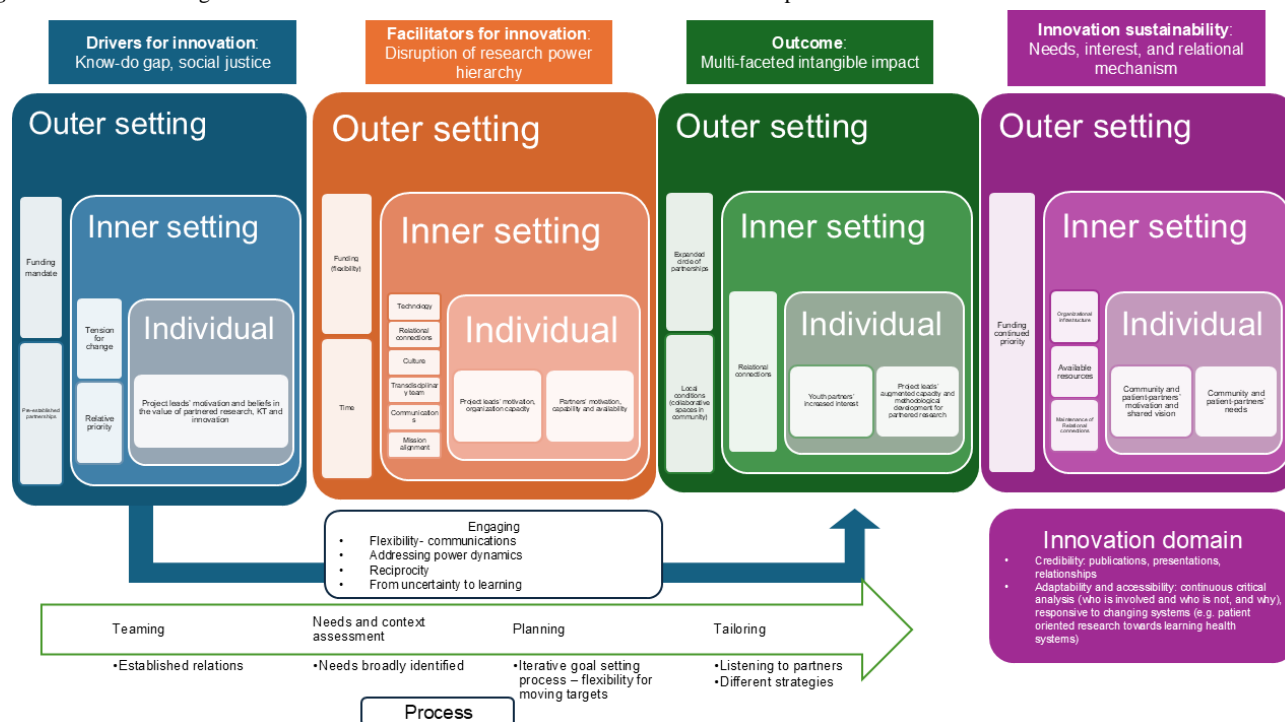 Drivers for innovation:
Know-do gap, social justice
Facilitators for innovation:
Disruption of research power
hierarchy
Outcome:
Multi-faceted intangible impact
Innovation sustainability:
Needs, interest, and relational
mechanism
Outer setting
Inner setting
Individual
Funding
mandate
Pre-established
partnerships
Tension
for
change
Relative
priority
Project leads' motivation and beliefs in
the value of partnered research, KT and
innovation
Outer setting
Inner setting
Individual
Funding
(flexibility)
Time
Technology
Relational
connections
Culture
Transdisciplinar
y team
Communication
s
Mission
alignment
Project leads' motivation,
organization capacity
Partners' motivation,
capability and availability
Outer setting
Inner setting
Individual
Expanded
circle of
partnerships
Local
conditions
(collaborative
spaces in
community)
Relational
connections
Youth partners'
increased interest
Project leads'
augmented capacity and
methodological
development for
partnered research
Outer setting
Inner setting
Individual
Funding
continued
priority
Organizational
infrastructure
Available
resources
Maintenance of
Relational
connections
Community and
patient-partners'
motivation and
shared vision
Community and
patient-partners'
needs
Engaging
• Flexibility- communications
• Addressing power dynamics
• Reciprocity
• From uncertainty to learning
Innovation domain
• Credibility: publications, presentations,
relationships
• Adaptability and accessibility: continuous critical
analysis (who is involved and who is not, and why),
responsive to changing systems (e.g. patient
oriented research towards learning health
systems)
Teaming
•Established relations
Needs and context
assessment
•Needs broadly identified
Planning
•Iterative goal setting
process – flexibility for
moving targets
Tailoring
•Listening to partners
•Different strategies
Process